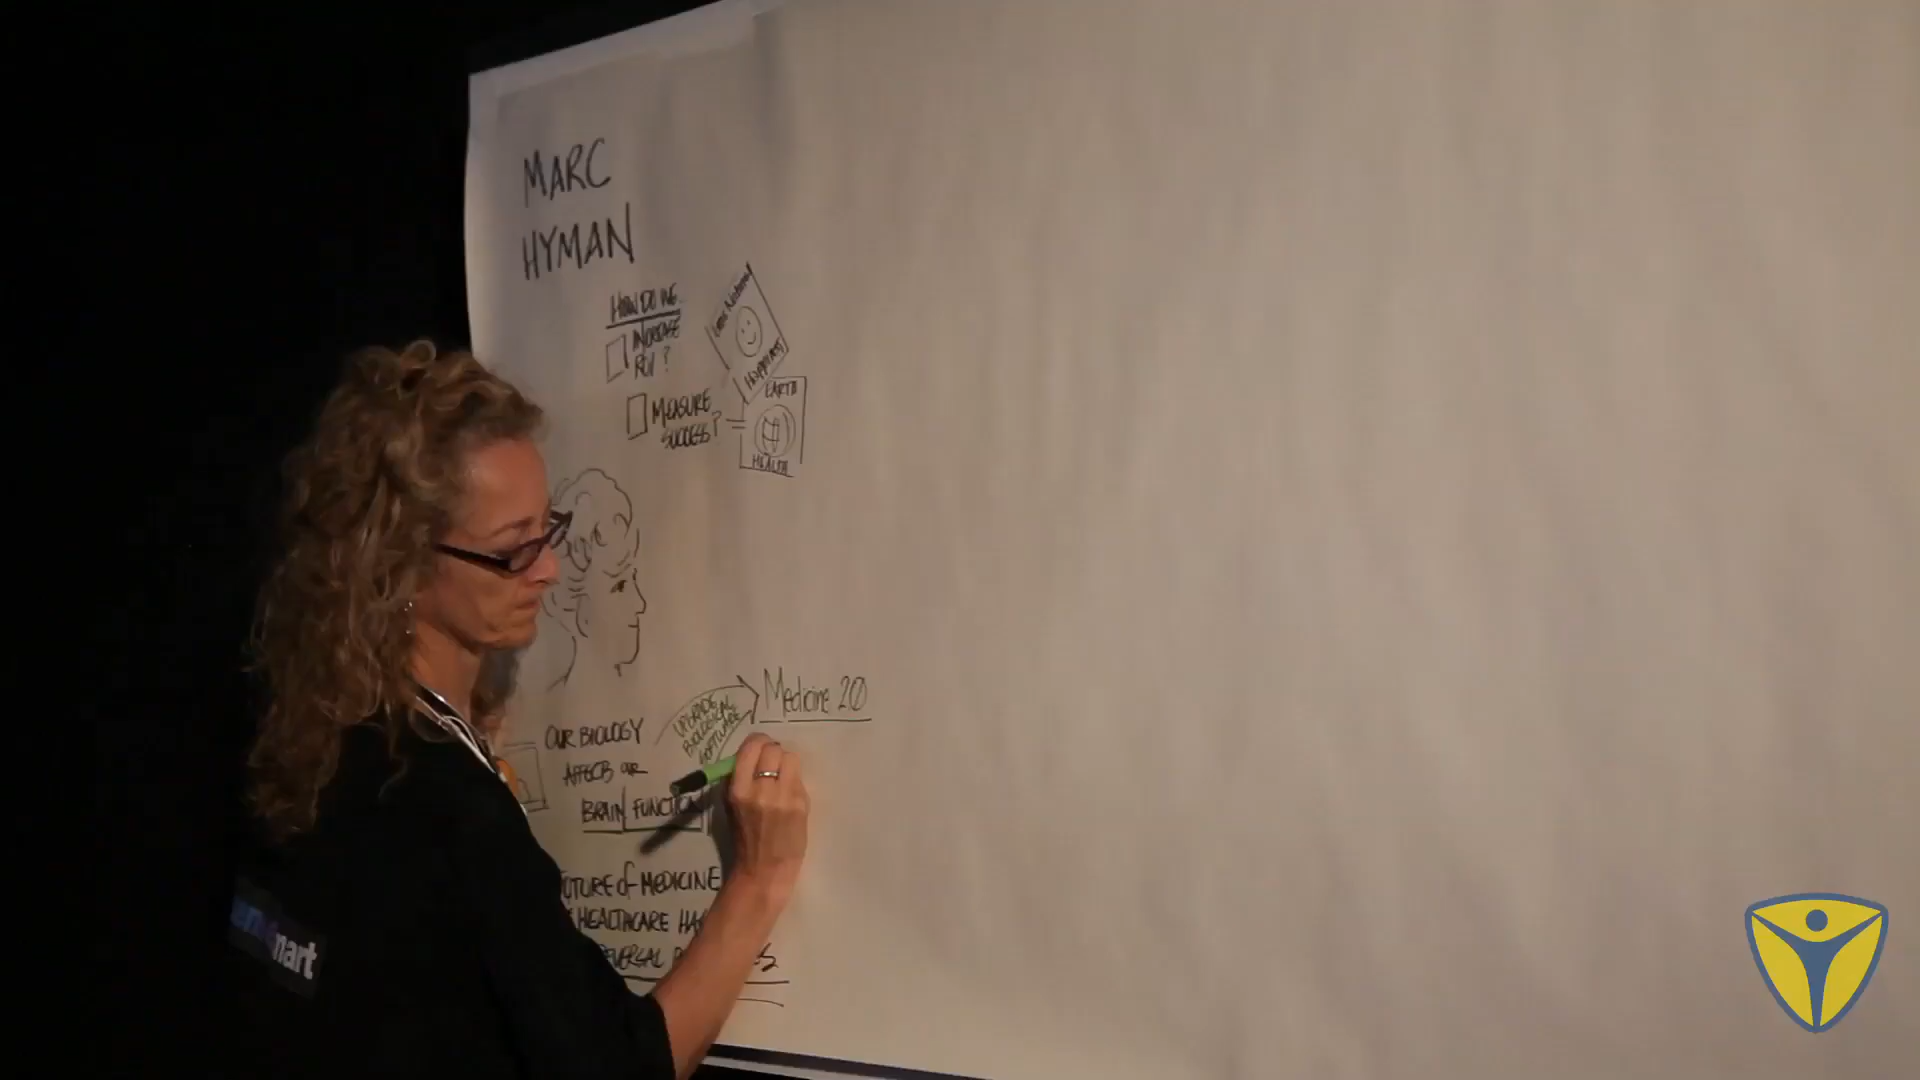 MARC
HYMAN
HOW DO WE
INCREASE
ROI?
MEASURE
SUCCESS?
Happiness
EARTH
HEALTH
Medicine 2.0
UPGRADE
BIOLOGICAL
SOFTWARE
OUR BIOLOGY
AFFECTS OUR
BRAIN FUNCTION
FUTURE of MEDICINE
HEALTHCARE